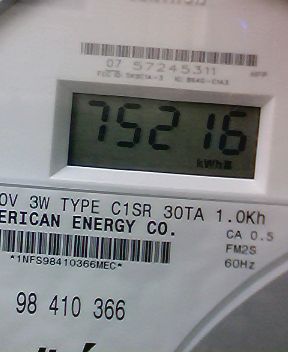 07 57245311
75216
kWh
0V 3W TYPE C1SR 30TA 1.0Kh
ERICAN ENERGY CO.
CA 0.5
FM2S
60Hz
*1NFS98410366MEC*
98 410 366